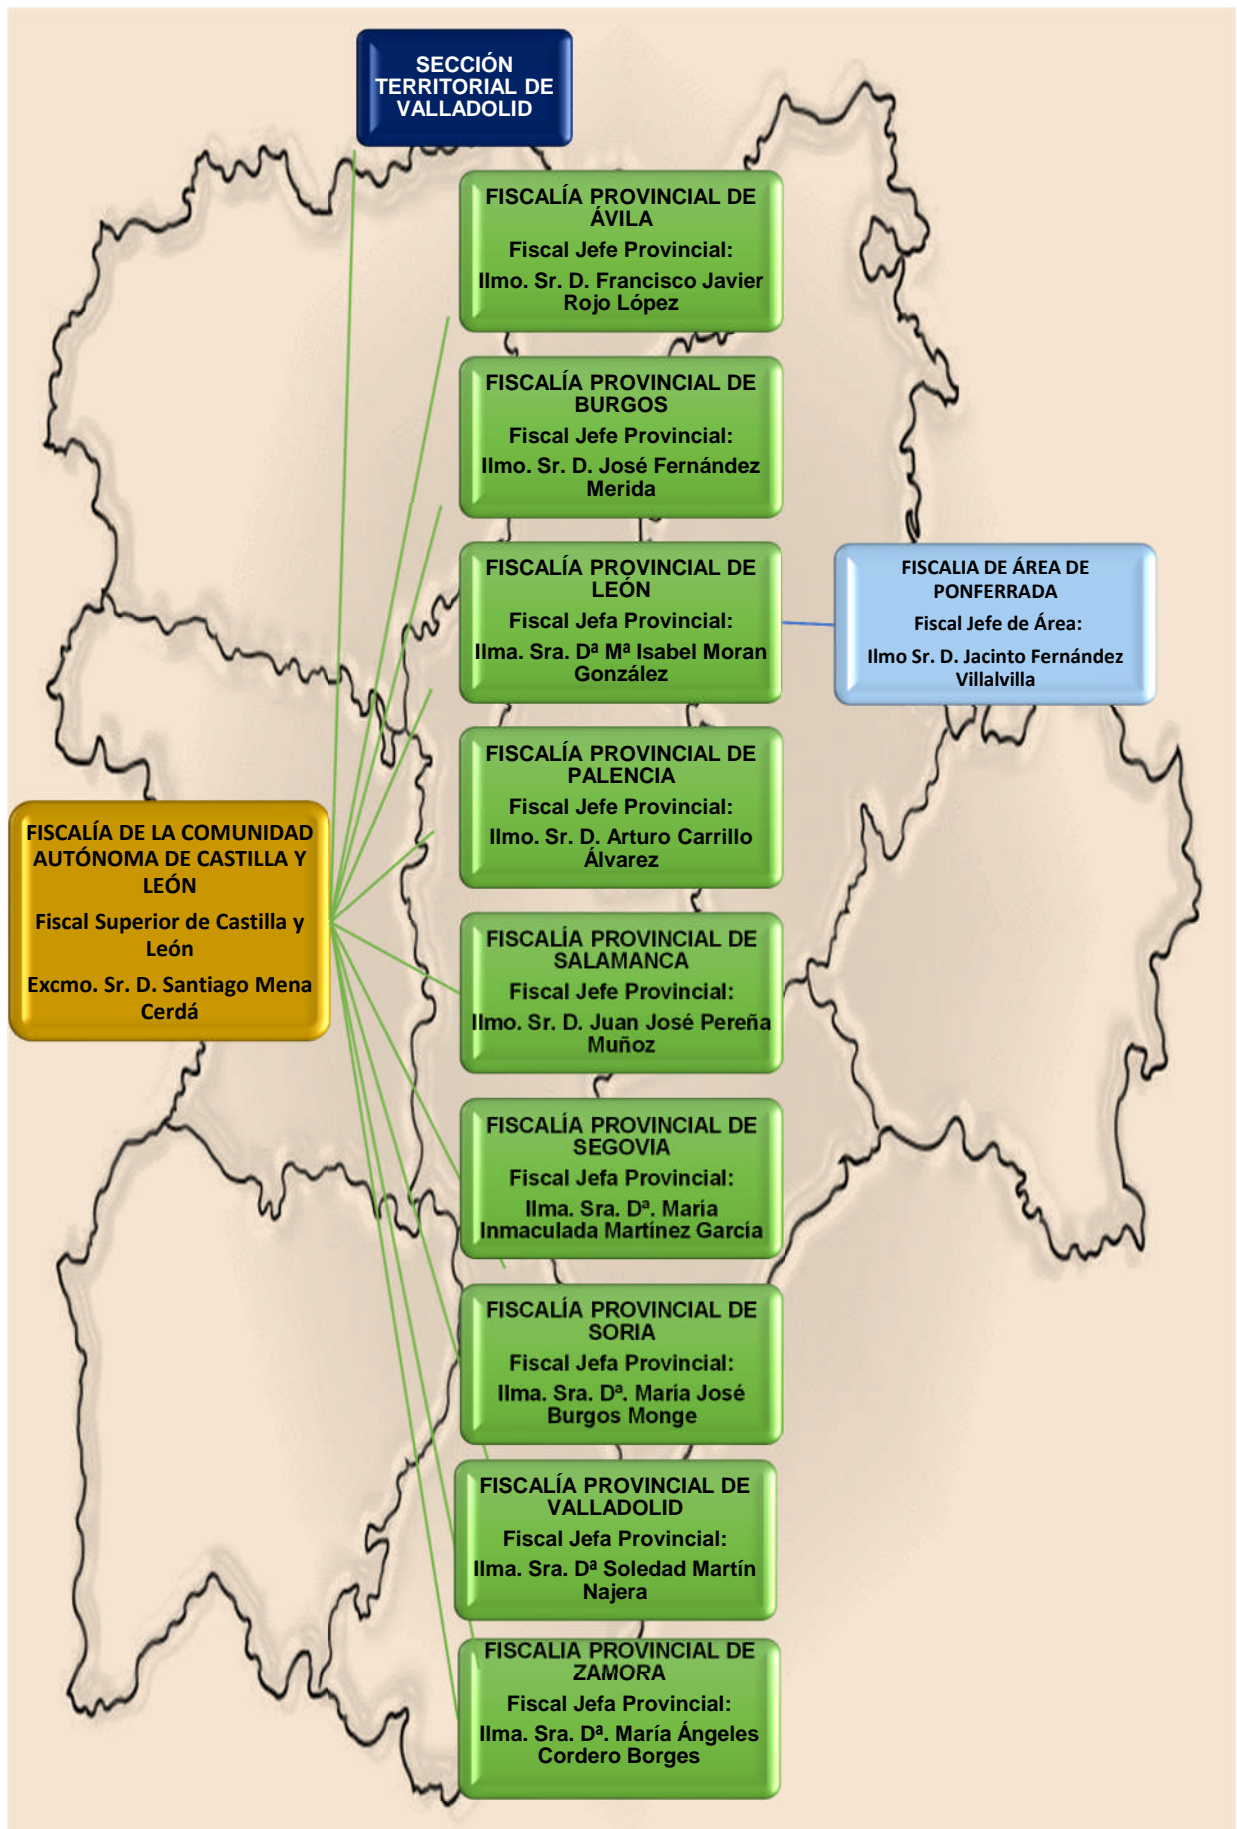 SECCIÓN
TERRITORIAL DE
VALLADOLID
FISCALÍA PROVINCIAL DE
ÁVILA
Fiscal Jefe Provincial:
Ilmo. Sr. D. Francisco Javier
Rojo López
FISCALÍA PROVINCIAL DE
BURGOS
Fiscal Jefe Provincial:
Ilmo. Sr. D. José Fernández
Merida
FISCALÍA PROVINCIAL DE
LEÓN
Fiscal Jefa Provincial:
Ilma. Sra. Dª Mª Isabel Moran
González
FISCALIA DE ÁREA DE
PONFERRADA
Fiscal Jefe de Área:
Ilmo Sr. D. Jacinto Fernández
Villalvilla
FISCALÍA PROVINCIAL DE
PALENCIA
Fiscal Jefe Provincial:
Ilmo. Sr. D. Arturo Carrillo
Álvarez
FISCALÍA DE LA COMUNIDAD
AUTÓNOMA DE CASTILLA Y
LEÓN
Fiscal Superior de Castilla y
León
Excmo. Sr. D. Santiago Mena
Cerdá
FISCALÍA PROVINCIAL DE
SALAMANCA
Fiscal Jefe Provincial:
Ilmo. Sr. D. Juan José Pereña
Muñoz
FISCALÍA PROVINCIAL DE
SEGOVIA
Fiscal Jefa Provincial:
Ilma. Sra. Dª. María
Inmaculada Martínez García
FISCALÍA PROVINCIAL DE
SORIA
Fiscal Jefa Provincial:
Ilma. Sra. Dª. María José
Burgos Monge
FISCALÍA PROVINCIAL DE
VALLADOLID
Fiscal Jefa Provincial:
Ilma. Sra. Dª Soledad Martín
Najera
FISCALIA PROVINCIAL DE
ZAMORA
Fiscal Jefa Provincial:
Ilma. Sra. Dª. María Ángeles
Cordero Borges